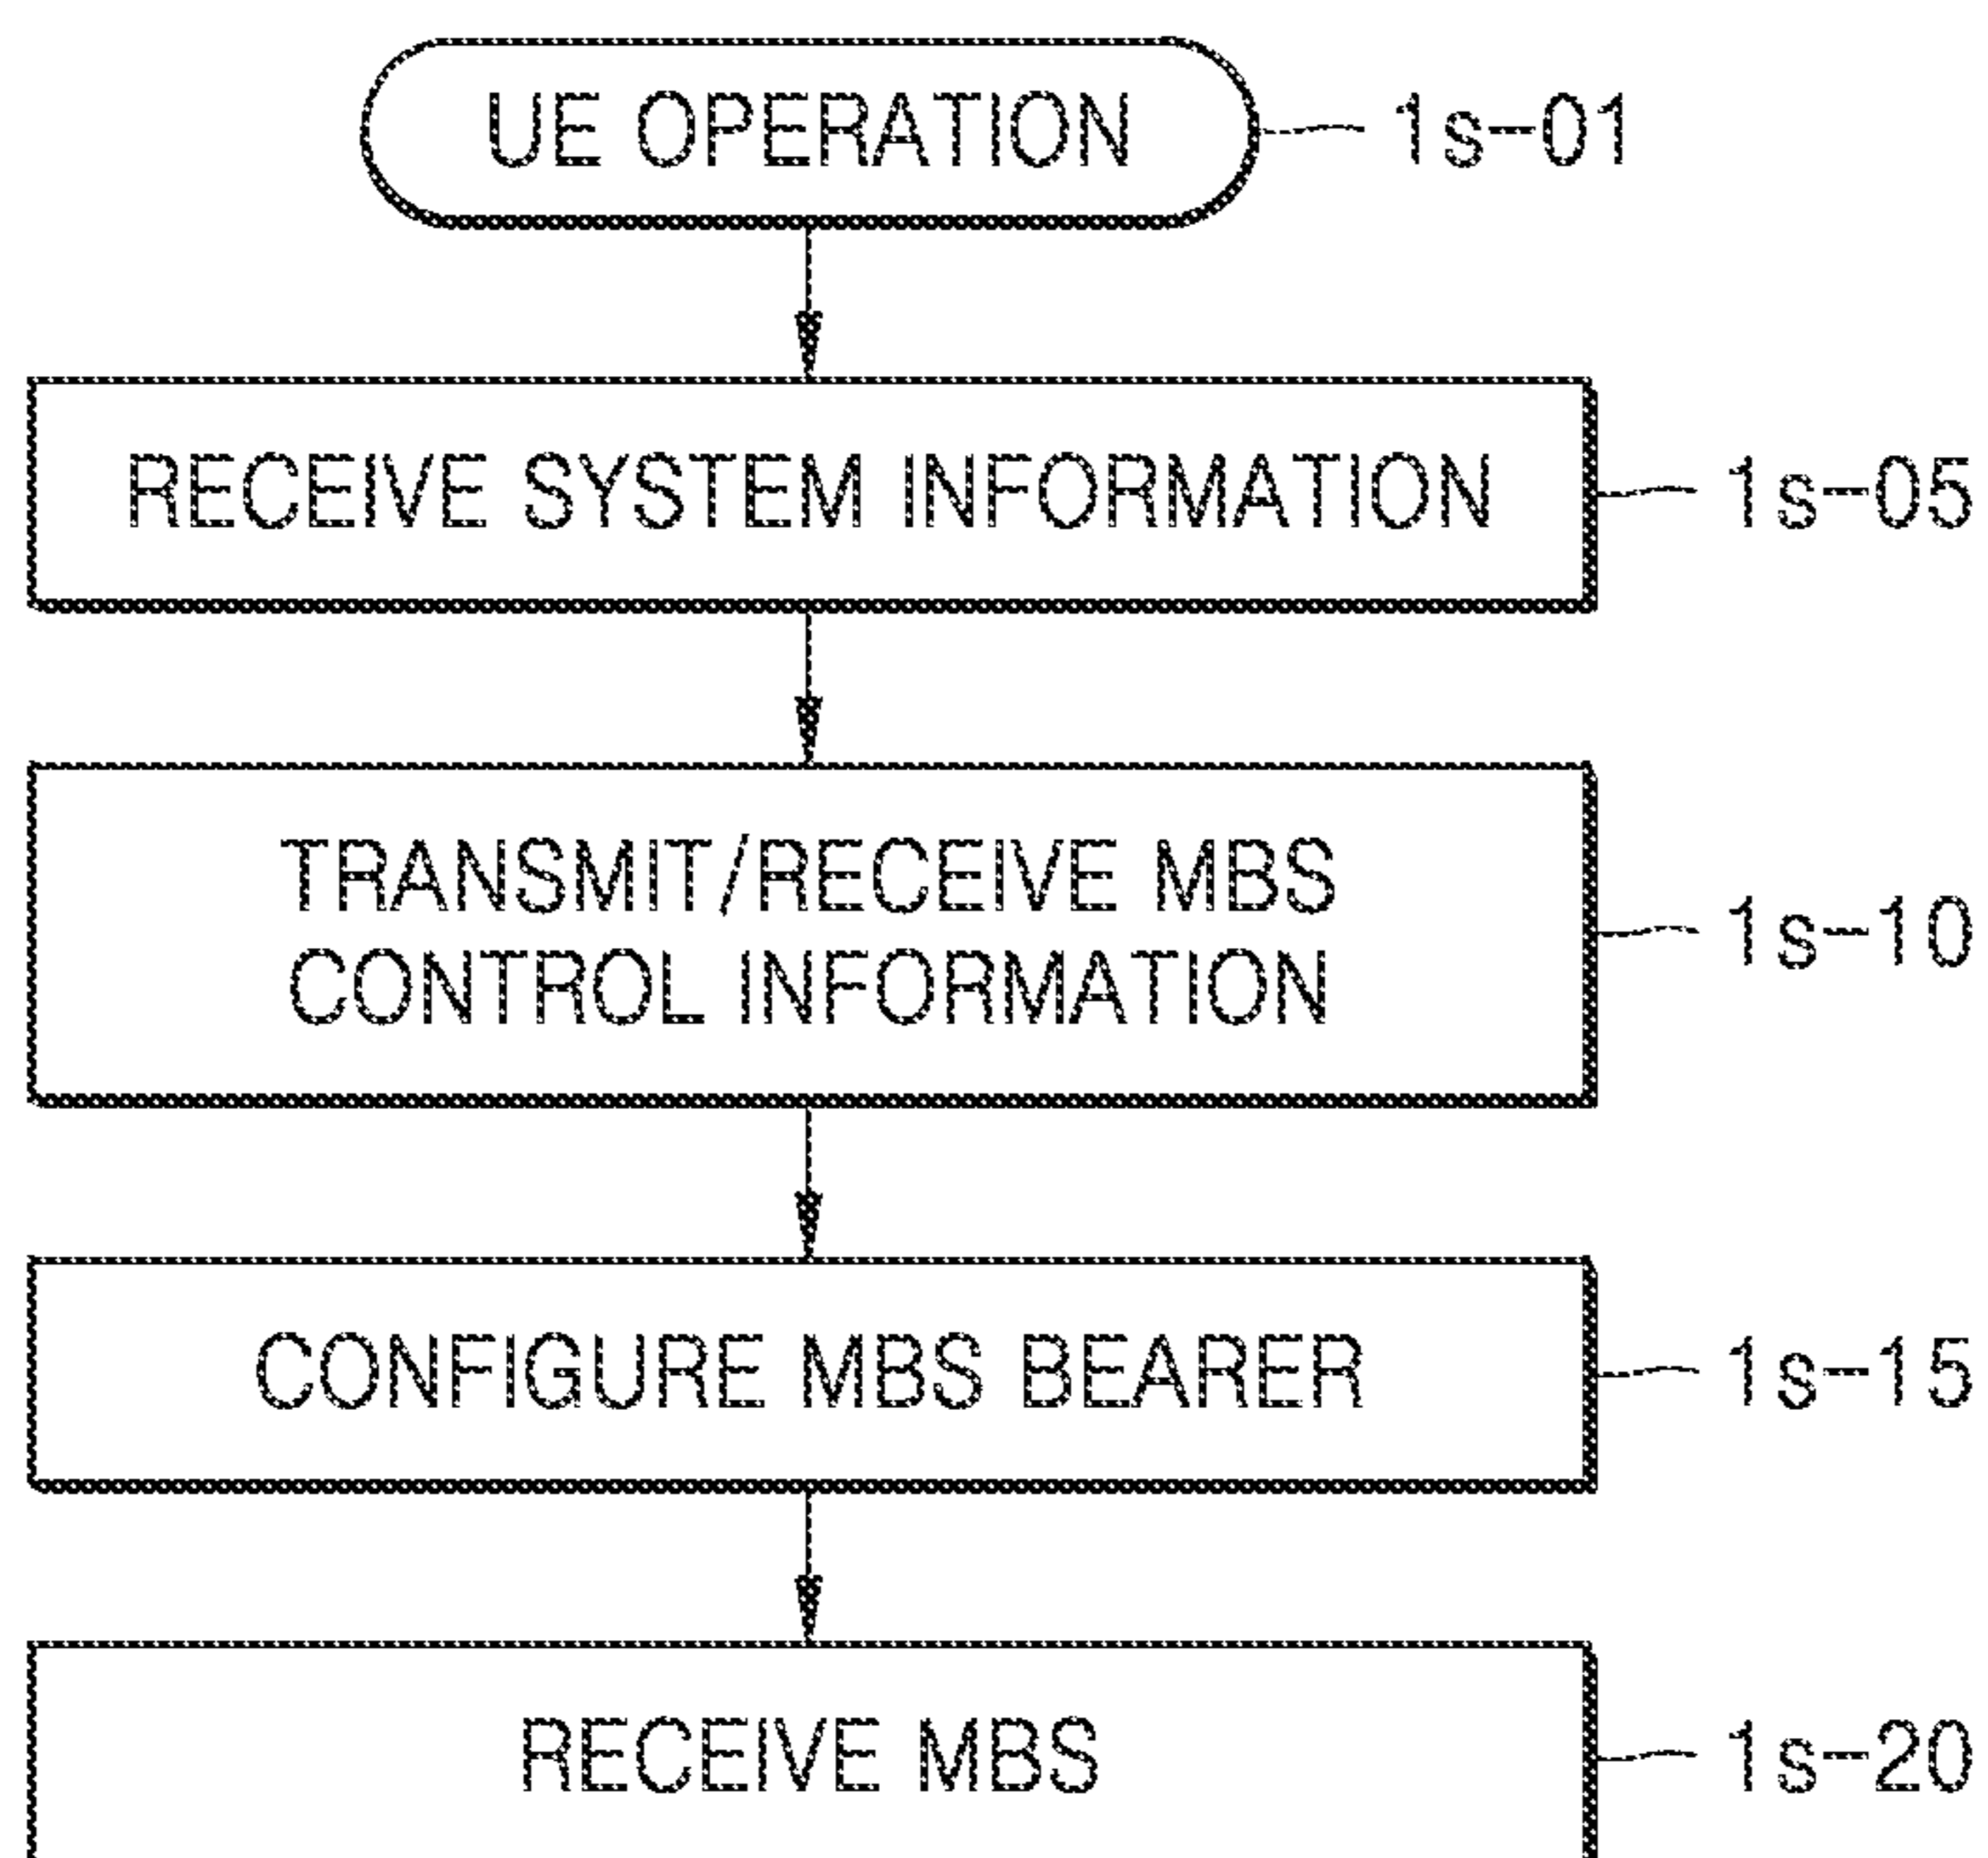 UE OPERATION 1s-01
RECEIVE SYSTEM INFORMATION 1s-05
TRANSMIT/RECEIVE MBS
CONTROL INFORMATION 1s-10
CONFIGURE MBS BEARER 1s-15
RECEIVE MBS 1s-20